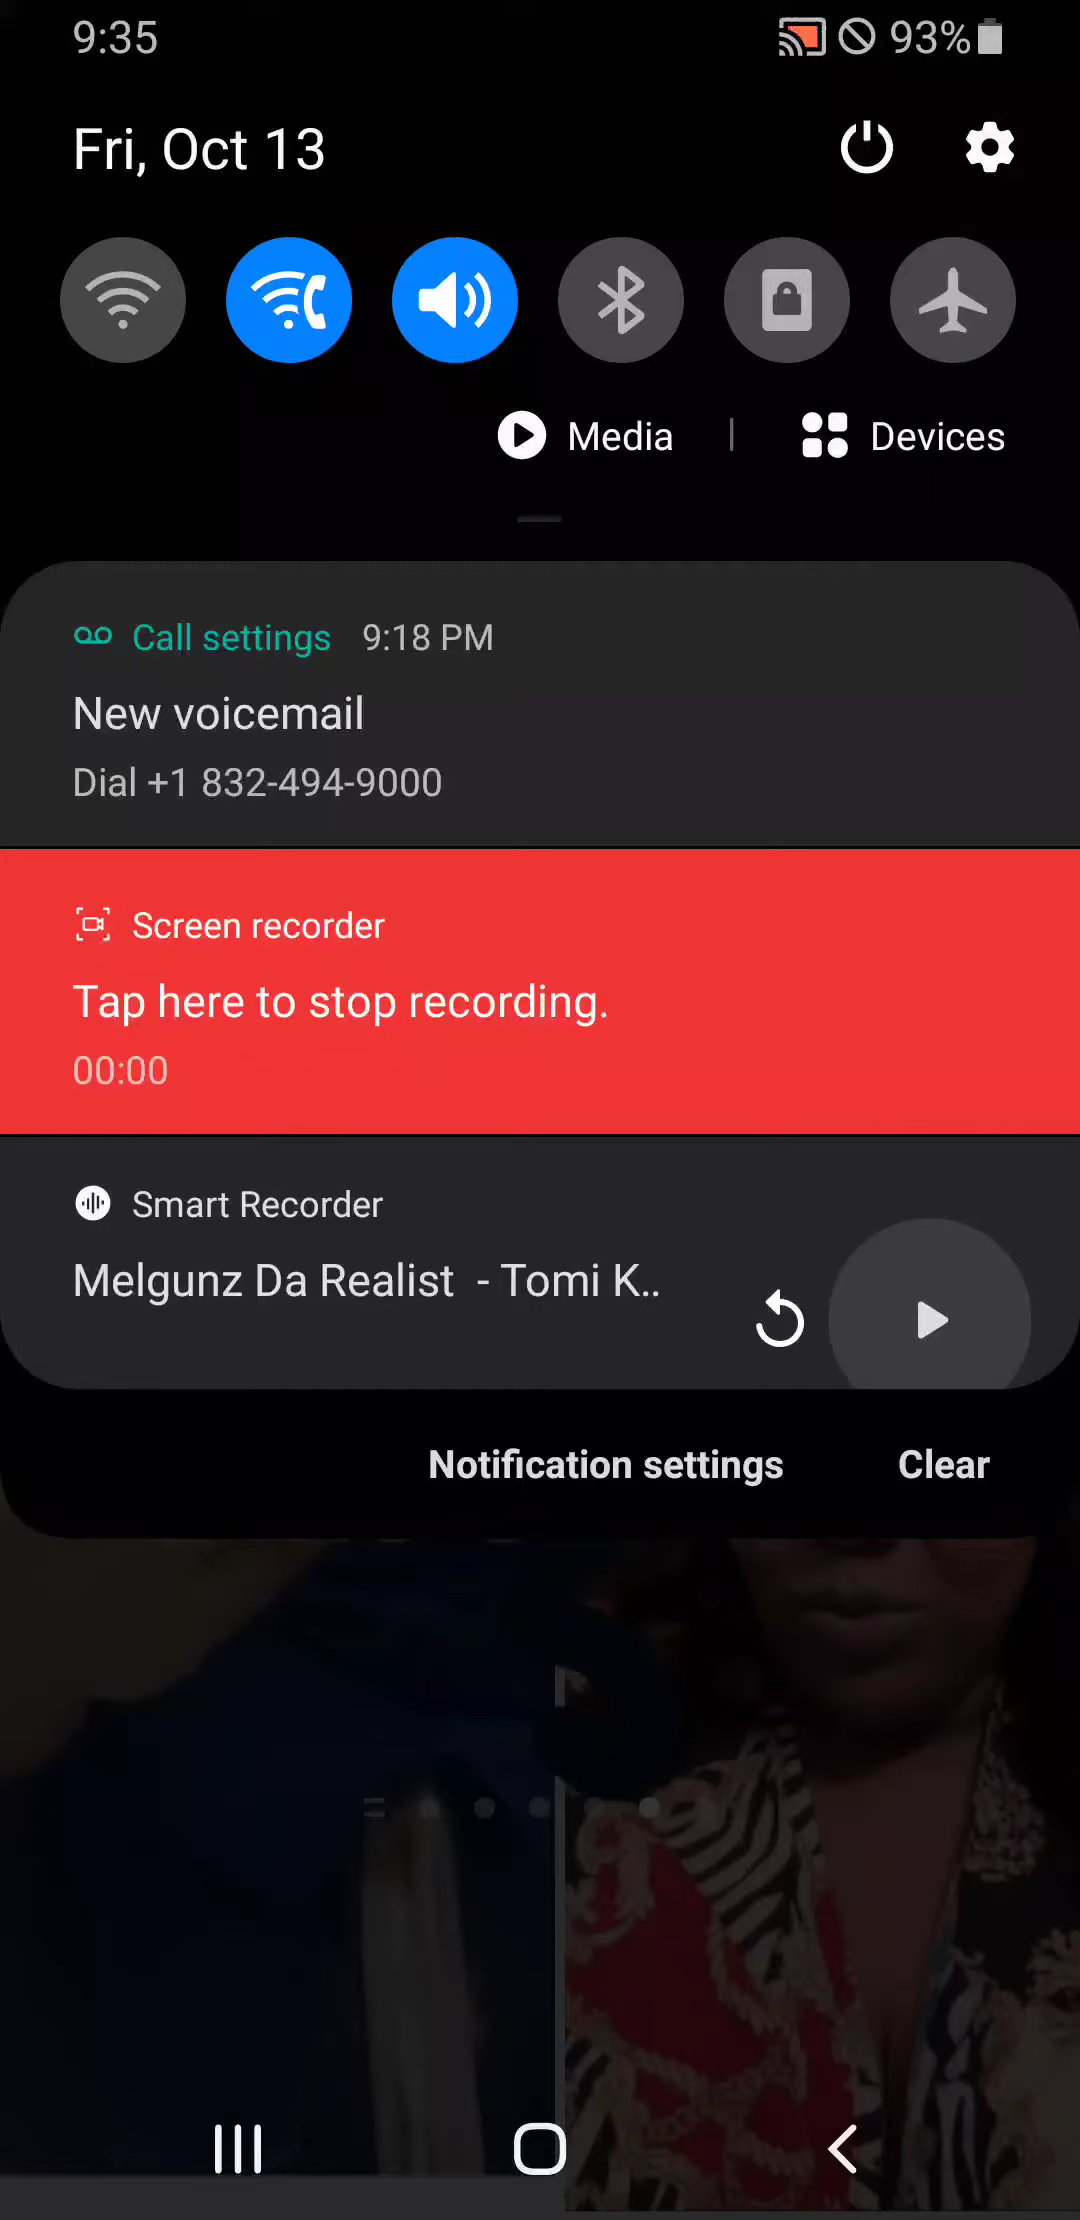 9:35 93%
Fri, Oct 13
Media | Devices
Call settings 9:18 PM
New voicemail
Dial +1 832-494-9000
Screen recorder
Tap here to stop recording.
00:00
Smart Recorder
Melgunz Da Realist - Tomi K..
Notification settings Clear